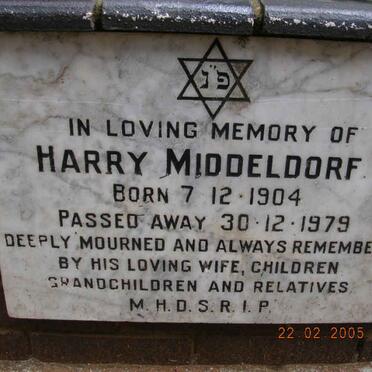 פ"נ
IN LOVING MEMORY OF
HARRY MIDDELDORF
BORN 7·12·1904
PASSED AWAY 30·12·1979
DEEPLY MOURNED AND ALWAYS REMEMBE
BY HIS LOVING WIFE, CHILDREN
GRANDCHILDREN AND RELATIVES
M.H.D.S.R.I.P.
22.02.2005